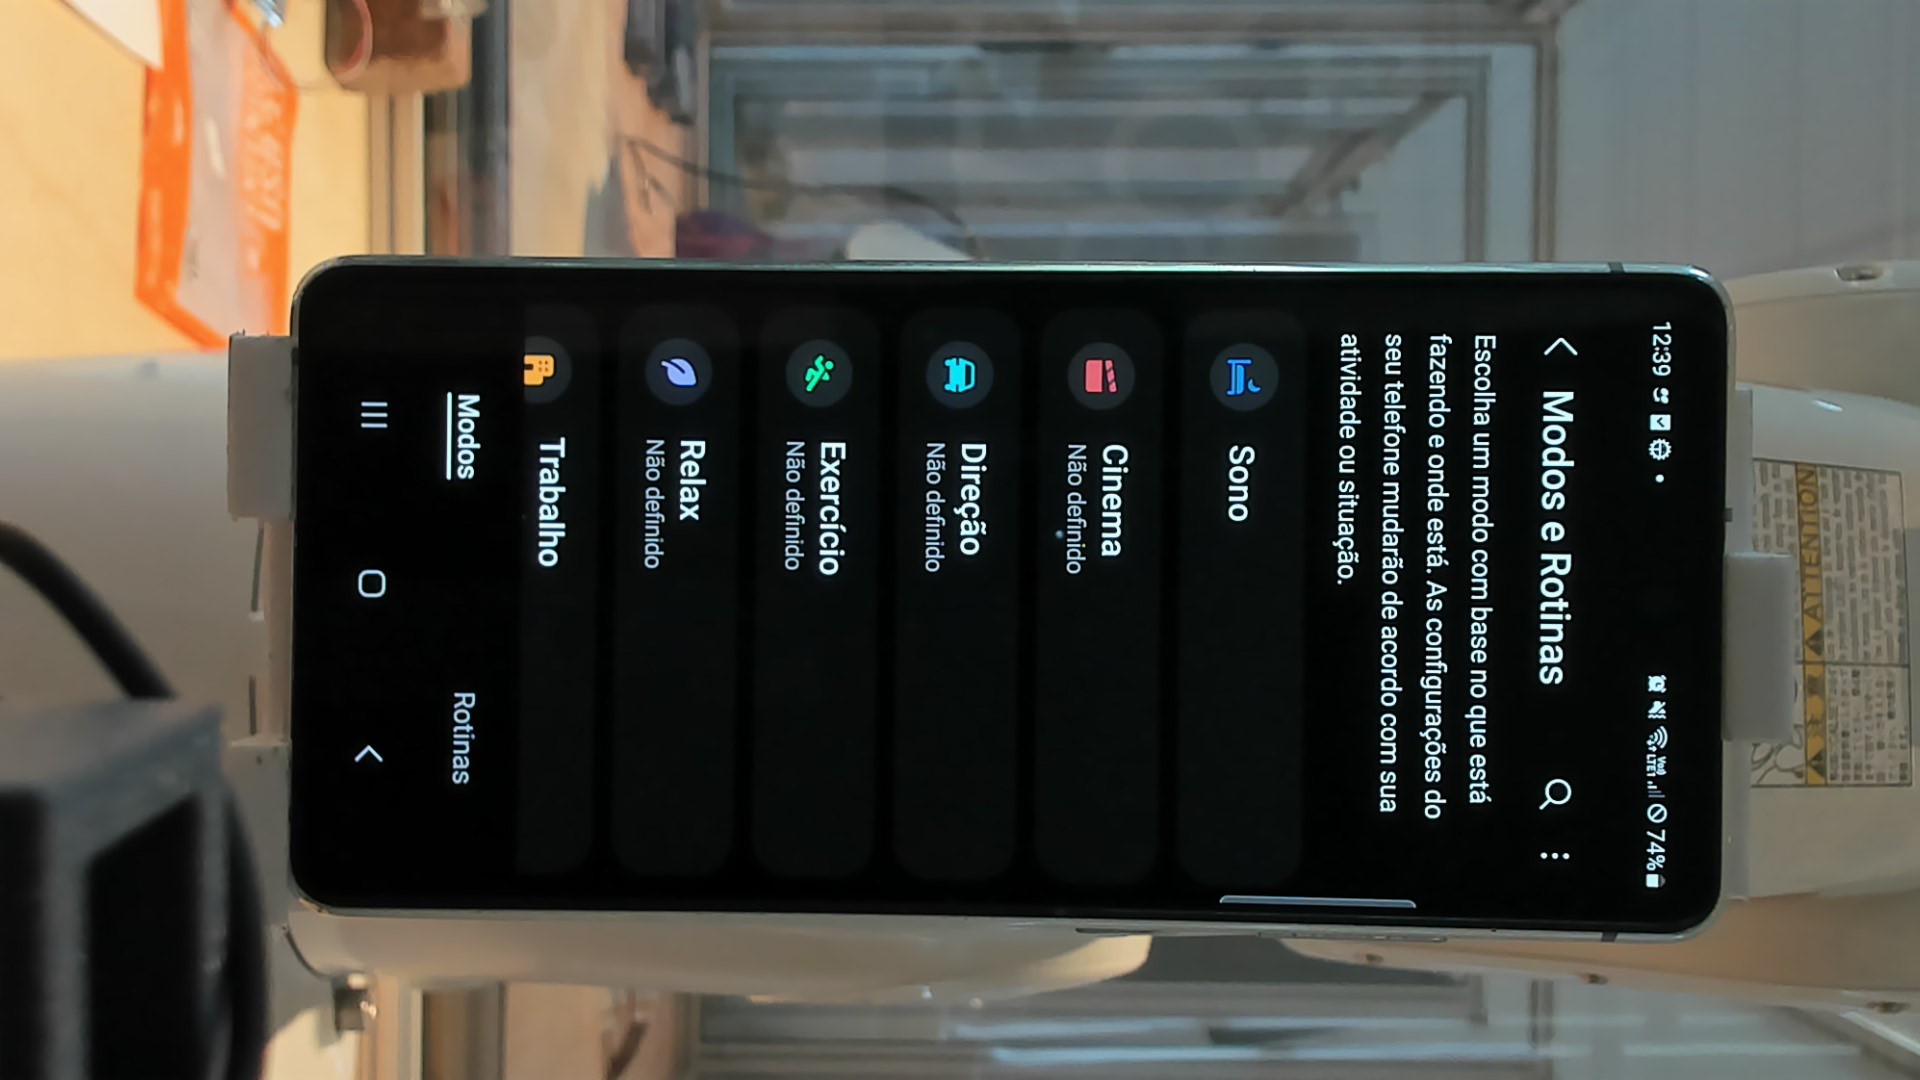 12:39
VoD
LTE1
74%
Modos e Rotinas
Escolha um modo com base no que está
fazendo e onde está. As configurações do
seu telefone mudarão de acordo com sua
atividade ou situação.
Sono
Cinema
Não definido
Direção
Não definido
Exercício
Não definido
Relax
Não definido
Trabalho
Modos
Rotinas
ATTENTION